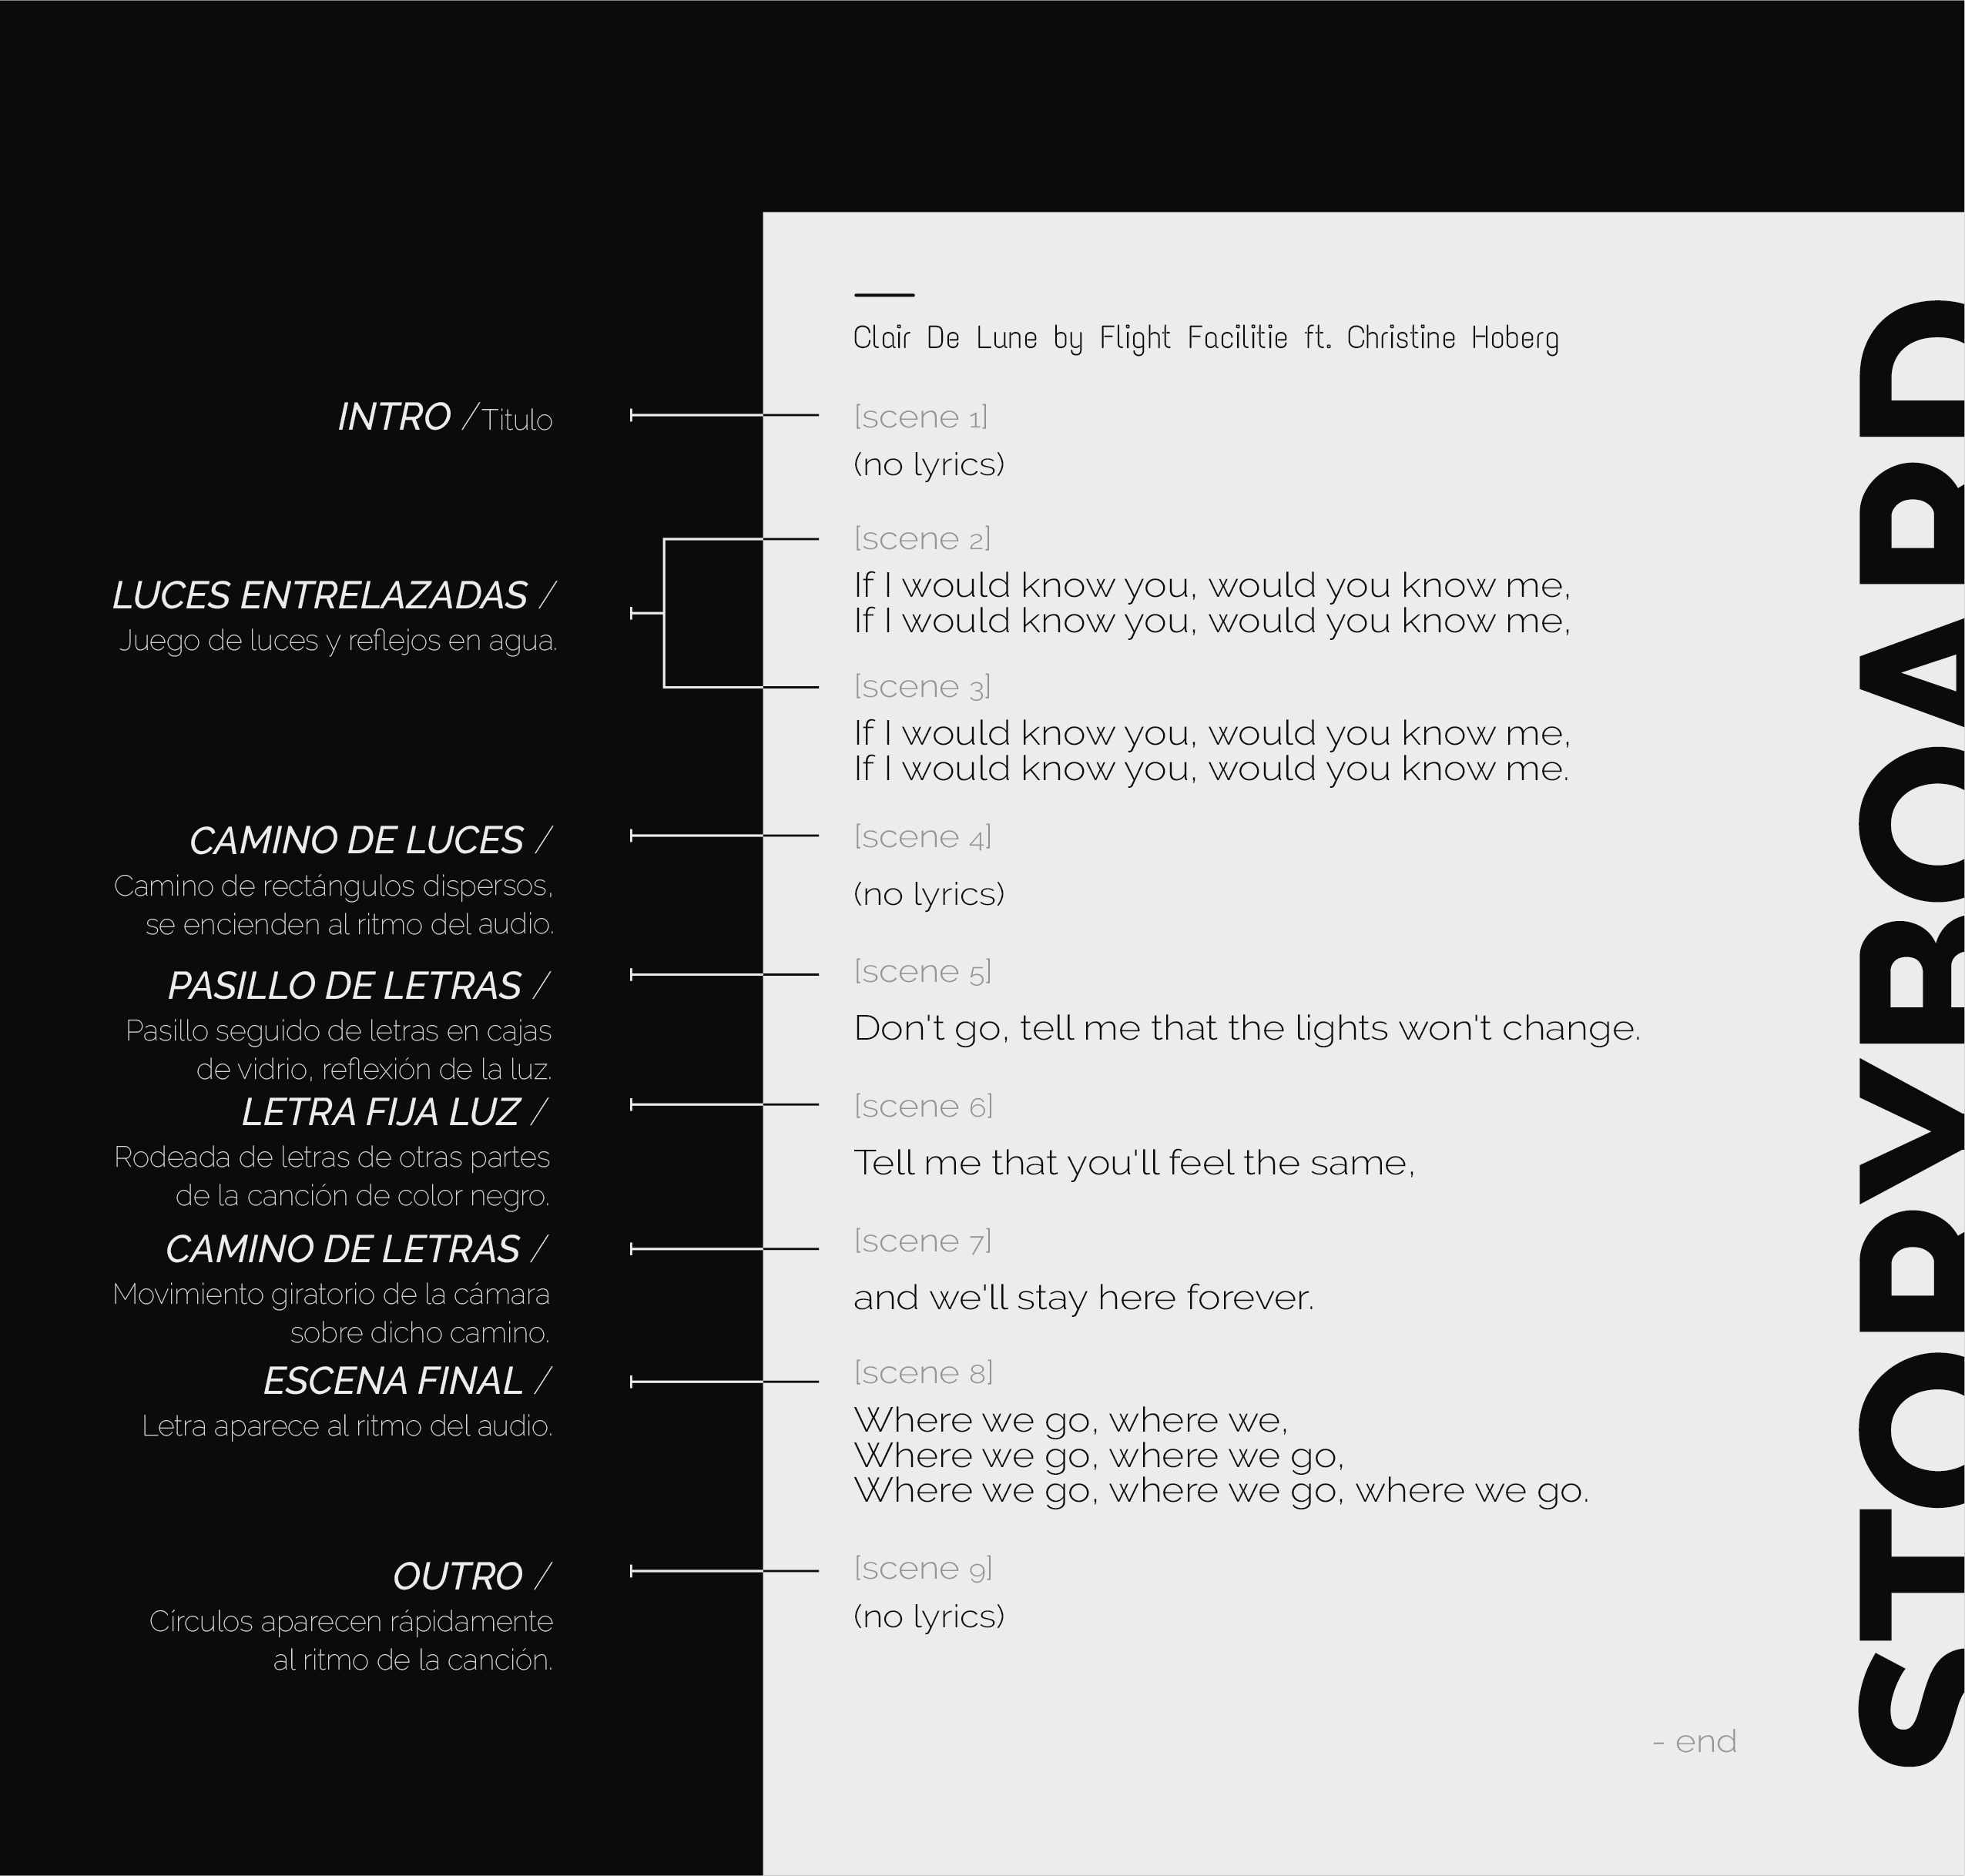 Clair De Lune by Flight Facilitie ft. Christine Hoberg
INTRO /Titulo
[scene 1]
(no lyrics)
LUCES ENTRELAZADAS /
Juego de luces y reflejos en agua.
[scene 2]
If I would know you, would you know me,
If I would know you, would you know me,
[scene 3]
If I would know you, would you know me,
If I would know you, would you know me.
CAMINO DE LUCES /
Camino de rectángulos dispersos,
se encienden al ritmo del audio.
[scene 4]
(no lyrics)
PASILLO DE LETRAS /
Pasillo seguido de letras en cajas
de vidrio, reflexión de la luz.
[scene 5]
Don't go, tell me that the lights won't change.
LETRA FIJA LUZ /
Rodeada de letras de otras partes
de la canción de color negro.
[scene 6]
Tell me that you'll feel the same,
CAMINO DE LETRAS /
Movimiento giratorio de la cámara
sobre dicho camino.
[scene 7]
and we'll stay here forever.
ESCENA FINAL /
Letra aparece al ritmo del audio.
[scene 8]
Where we go, where we,
Where we go, where we go,
Where we go, where we go, where we go.
OUTRO /
Círculos aparecen rápidamente
al ritmo de la canción.
[scene 9]
(no lyrics)
- end
STORYBOARD